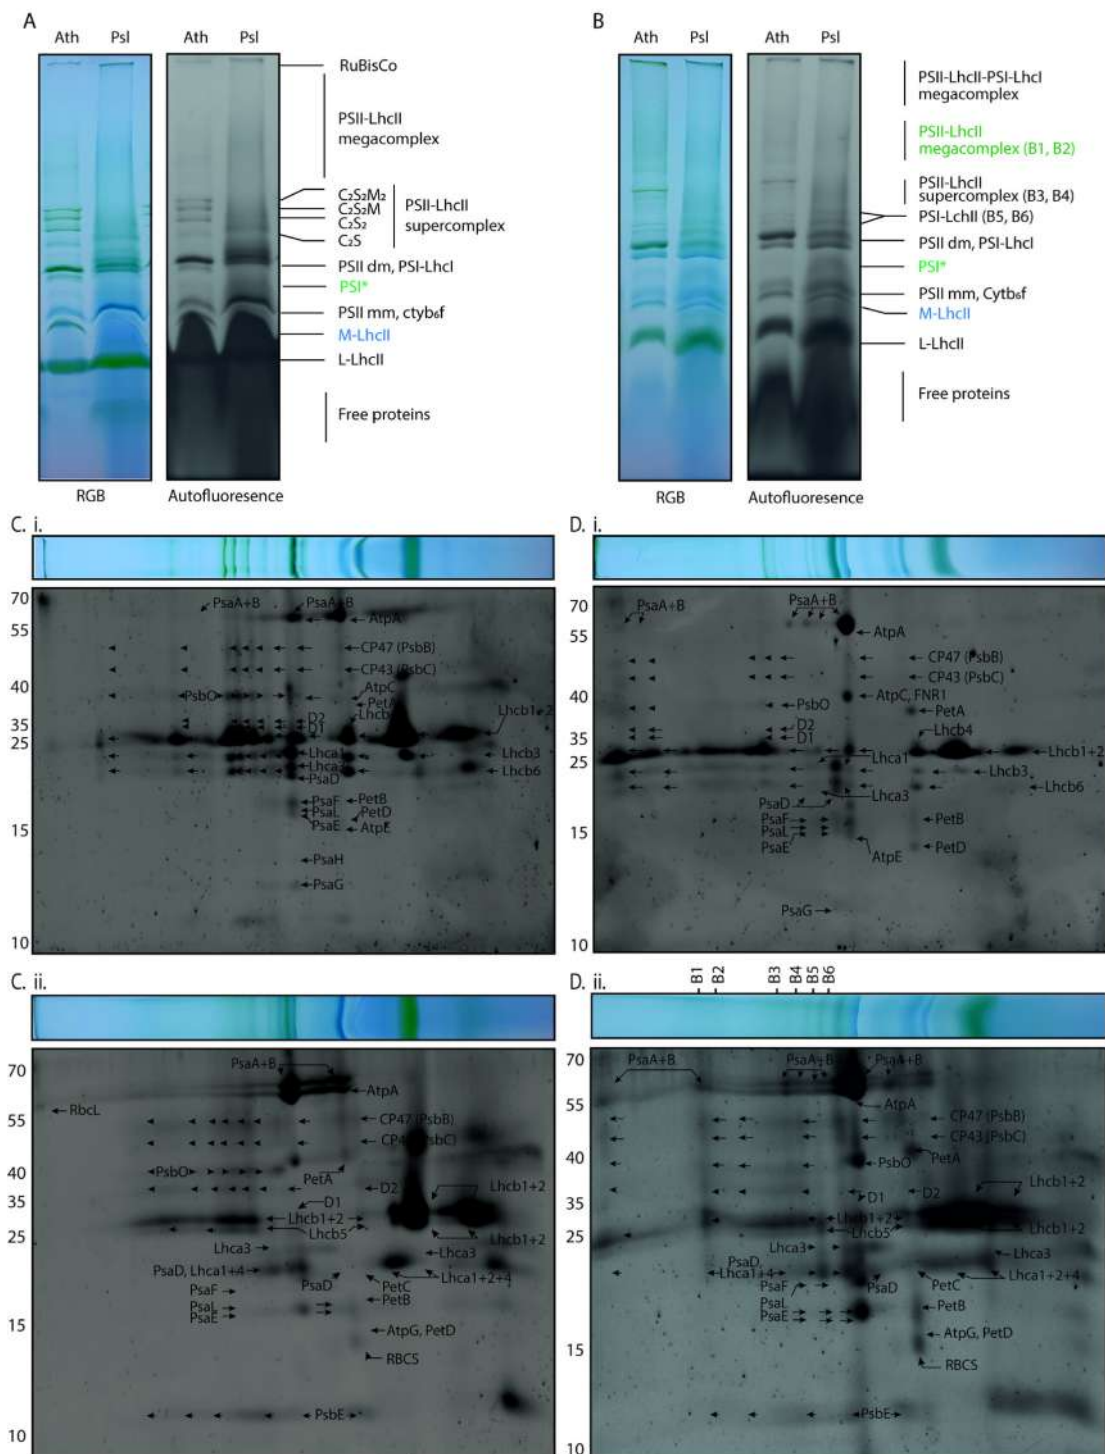 A
B
Ath Psl Ath Psl
Ath Psl Ath Psl
RuBisCo
PSII-LhcII
megacomplex
C₂S₂M₂
C₂S₂M
C₂S₂
C₂S
PSII-LhcII
supercomplex
PSII dm, PSI-LhcI
PSI*
PSII mm, ctyb₆f
M-LhcII
L-LhcII
Free proteins
RGB
Autofluoresence
PSII-LhcII-PSI-LhcI
megacomplex
PSII-LhcII
megacomplex (B1, B2)
PSII-LhcII
supercomplex (B3, B4)
PSI-LchII (B5, B6)
PSII dm, PSI-LhcI
PSI*
PSII mm, Cytb₆f
M-LhcII
L-LhcII
Free proteins
RGB
Autofluoresence
C. i.
70
55
40
35
25
15
10
PsaA+B
PsaA+B
AtpA
CP47 (PsbB)
CP43 (PsbC)
PsbO
AtpC
PetA
D2
D1
Lhcb1+2
Lhca1
Lhcb3
Lhcb6
PsaD
PsaF
PsaL
PsaE
PetB
PetD
AtpE
PsaH
PsaG
D. i.
70
55
40
35
25
15
10
PsaA+B
PsaA+B
AtpA
CP47 (PsbB)
CP43 (PsbC)
AtpC, FNR1
PsbO
PetA
D2
D1
Lhcb4
Lhcb1+2
Lhca1
Lhcb3
Lhca3
Lhcb6
PsaD
PsaF
PsaL
PsaE
PetB
AtpE
PetD
PsaG
C. ii.
70
55
40
35
25
15
10
PsaA+B
AtpA
RbcL
CP47 (PsbB)
PsbO
PetA
D2
D1
Lhcb1+2
Lhcb1+2
Lhcb5
Lhcb1+2
Lhca3
Lhca3
PsaD, Lhca1+4
PsaD
Lhca1+2+4
PsaF
PetC
PetB
PsaL
PsaE
AtpG, PetD
RBCS
PsbE
D. ii.
B1
B2
B3
B4
B5
B6
70
55
40
35
25
15
10
PsaA+B
PsaA+B
PsaA+B
AtpA
CP47 (PsbB)
CP43 (PsbC)
PsbO
PetA
D1
D2
Lhcb1+2
Lhcb1+2
Lhcb5
Lhcb1+2
Lhca3
Lhca3
PsaD,
Lhca1+4
PsaF
PsaD
PetC
Lhca1+2+4
PsaL
PsaE
PetB
AtpG, PetD
RBCS
PsbE